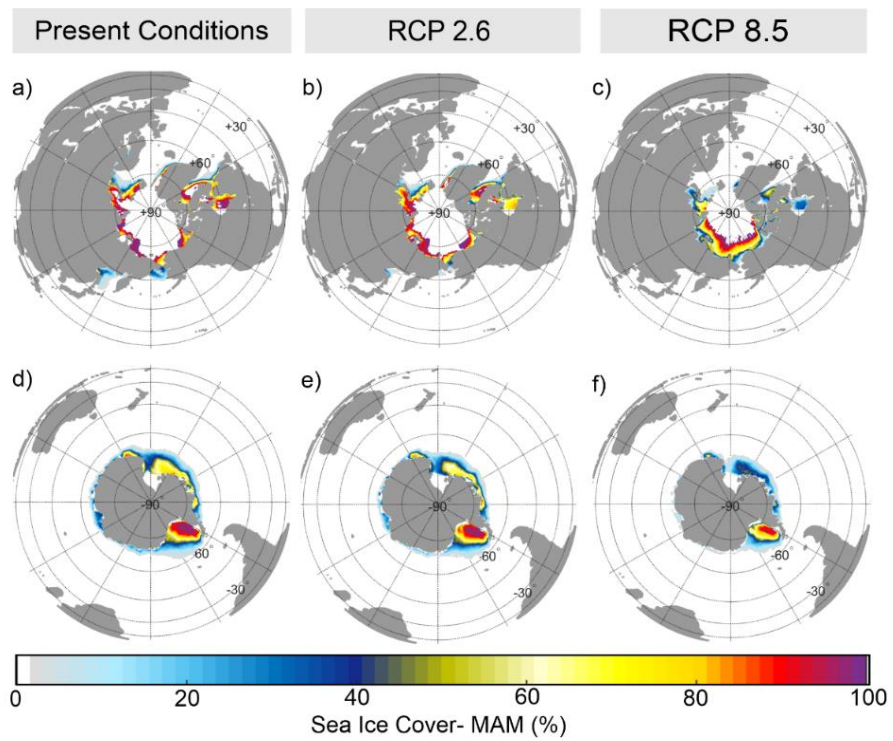 Present Conditions
RCP 2.6
RCP 8.5
a)
b)
c)
+30°
+60°
+90
+30°
+60°
+90
+30°
+60°
+90
d)
e)
f)
-90°
-60°
-30°
-90°
-60°
-30°
-90°
-60°
-30°
0
20
40
60
80
100
Sea Ice Cover- MAM (%)